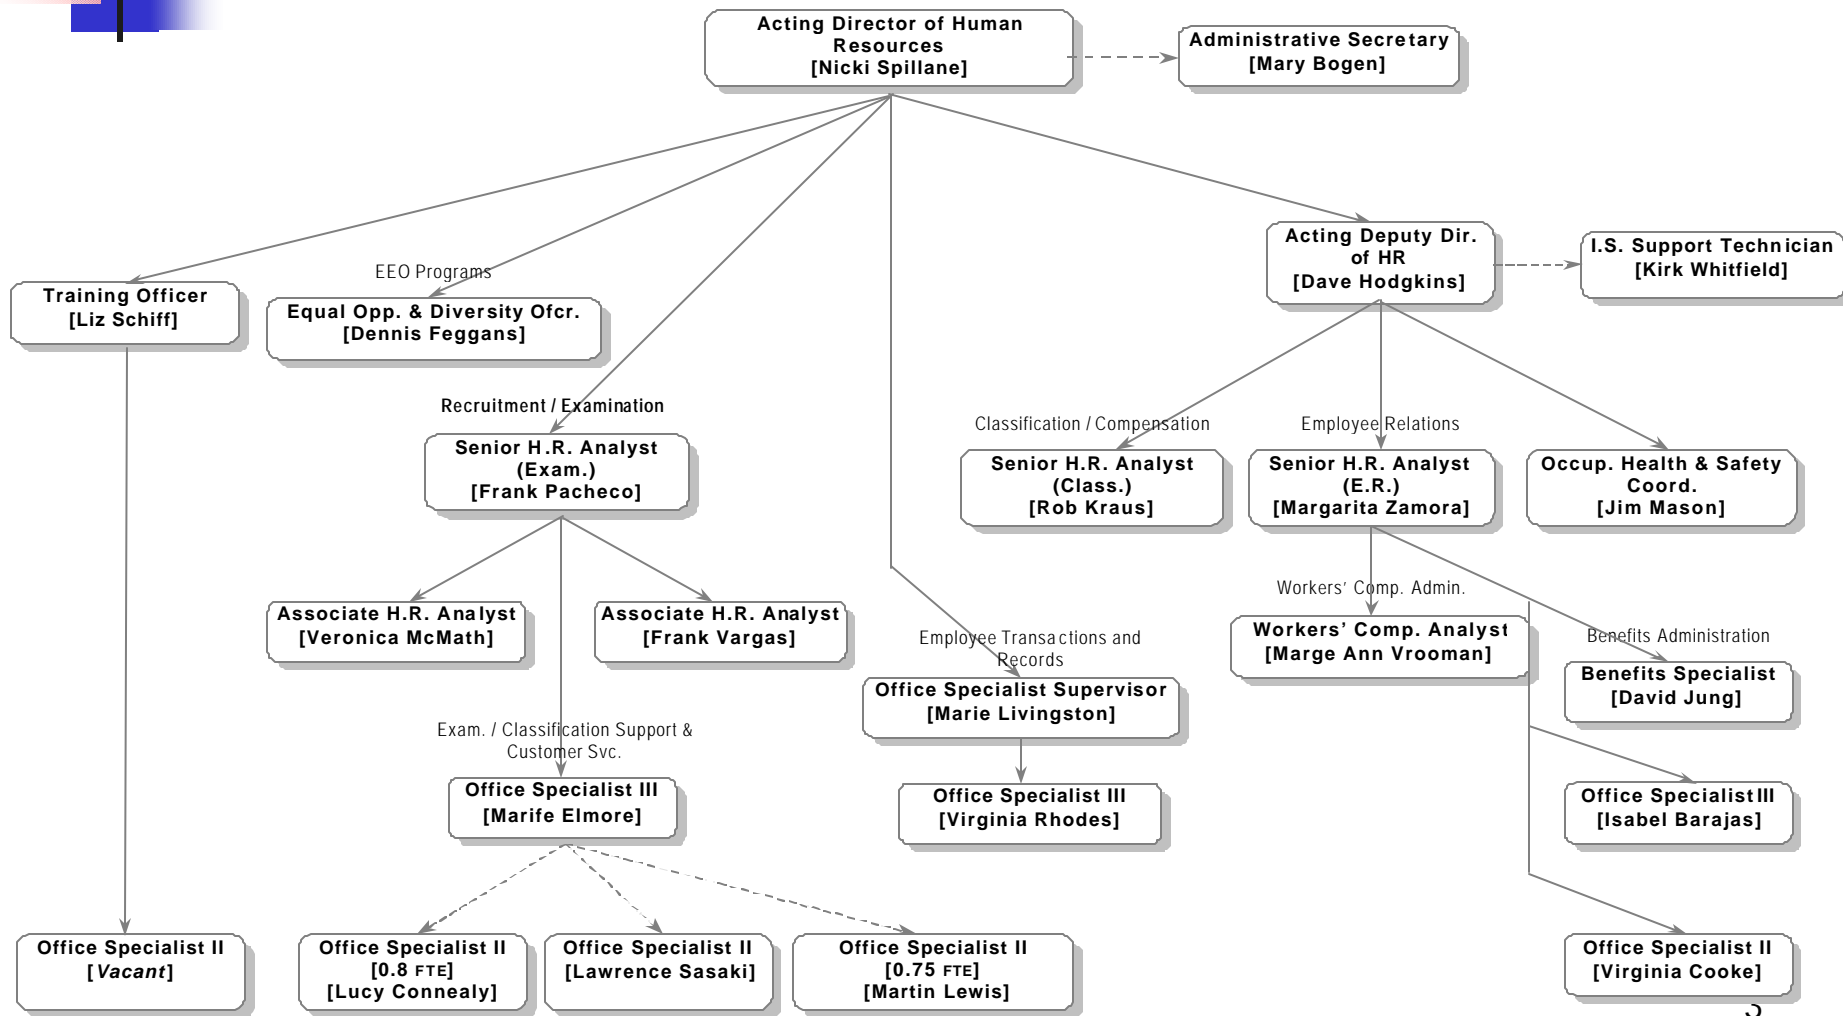 Acting Director of Human
Resources
[Nicki Spillane]
Administrative Secretary
[Mary Bogen]
Acting Deputy Dir.
of HR
[Dave Hodgkins]
I.S. Support Technician
[Kirk Whitfield]
Training Officer
[Liz Schiff]
EEO Programs
Equal Opp. & Diversity Ofcr.
[Dennis Feggans]
Recruitment / Examination
Senior H.R. Analyst
(Exam.)
[Frank Pacheco]
Classification / Compensation
Senior H.R. Analyst
(Class.)
[Rob Kraus]
Employee Relations
Senior H.R. Analyst
(E.R.)
[Margarita Zamora]
Occup. Health & Safety
Coord.
[Jim Mason]
Associate H.R. Analyst
[Veronica McMath]
Associate H.R. Analyst
[Frank Vargas]
Employee Transactions and
Records
Office Specialist Supervisor
[Marie Livingston]
Workers' Comp. Admin.
Workers' Comp. Analyst
[Marge Ann Vrooman]
Benefits Administration
Benefits Specialist
[David Jung]
Exam. / Classification Support &
Customer Svc.
Office Specialist III
[Marife Elmore]
Office Specialist III
[Virginia Rhodes]
Office Specialist III
[Isabel Barajas]
Office Specialist II
[Vacant]
Office Specialist II
[0.8 FTE]
[Lucy Connealy]
Office Specialist II
[Lawrence Sasaki]
Office Specialist II
[0.75 FTE]
[Martin Lewis]
Office Specialist II
[Virginia Cooke]